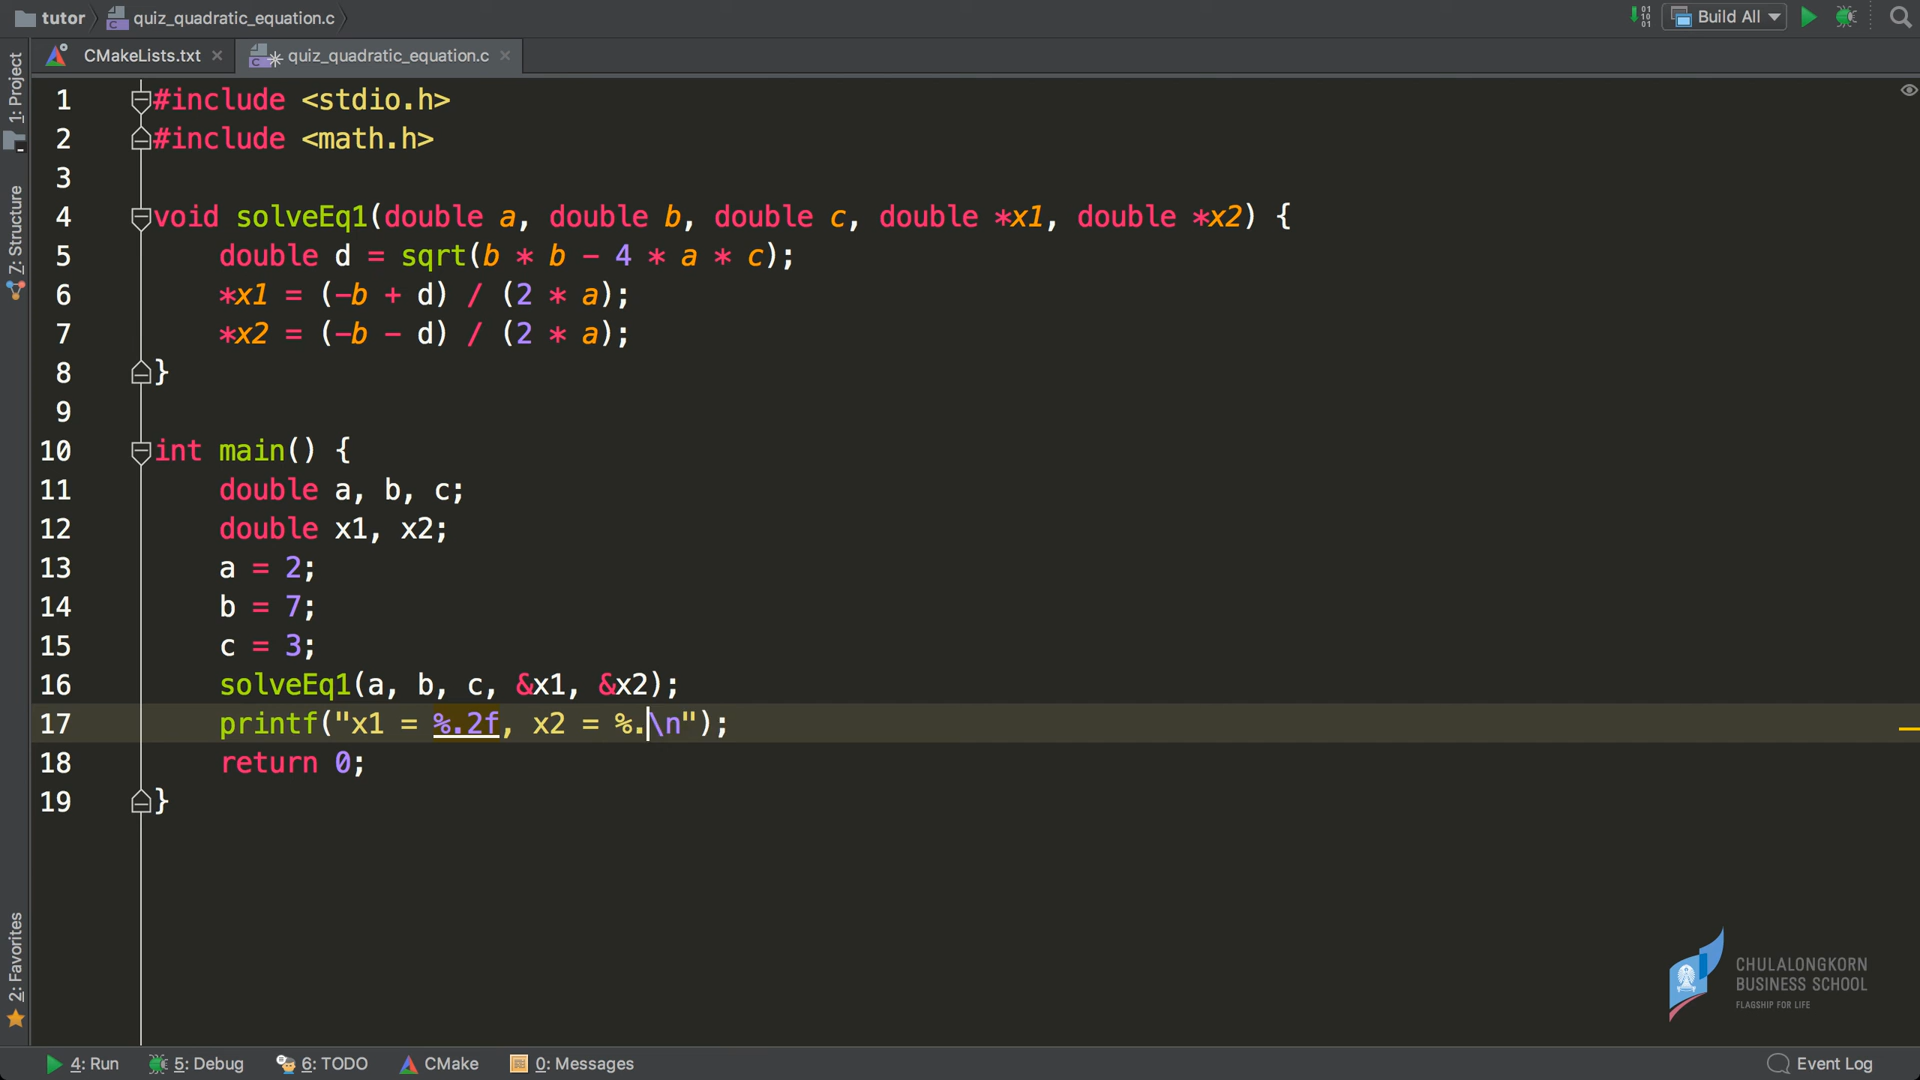 tutor quiz_quadratic_equation.c Build All
CMakeLists.txt quiz_quadratic_equation.c
1: Project
7: Structure
2: Favorites
1 #include <stdio.h>
2 #include <math.h>
3
4 void solveEq1(double a, double b, double c, double *x1, double *x2) {
5 double d = sqrt(b * b - 4 * a * c);
6 *x1 = (-b + d) / (2 * a);
7 *x2 = (-b - d) / (2 * a);
8 }
9
10 int main() {
11 double a, b, c;
12 double x1, x2;
13 a = 2;
14 b = 7;
15 c = 3;
16 solveEq1(a, b, c, &x1, &x2);
17 printf("x1 = %.2f, x2 = %.\n");
18 return 0;
19 }
CHULALONGKORN
BUSINESS SCHOOL
FLAGSHIP FOR LIFE
4: Run 5: Debug 6: TODO CMake 0: Messages Event Log